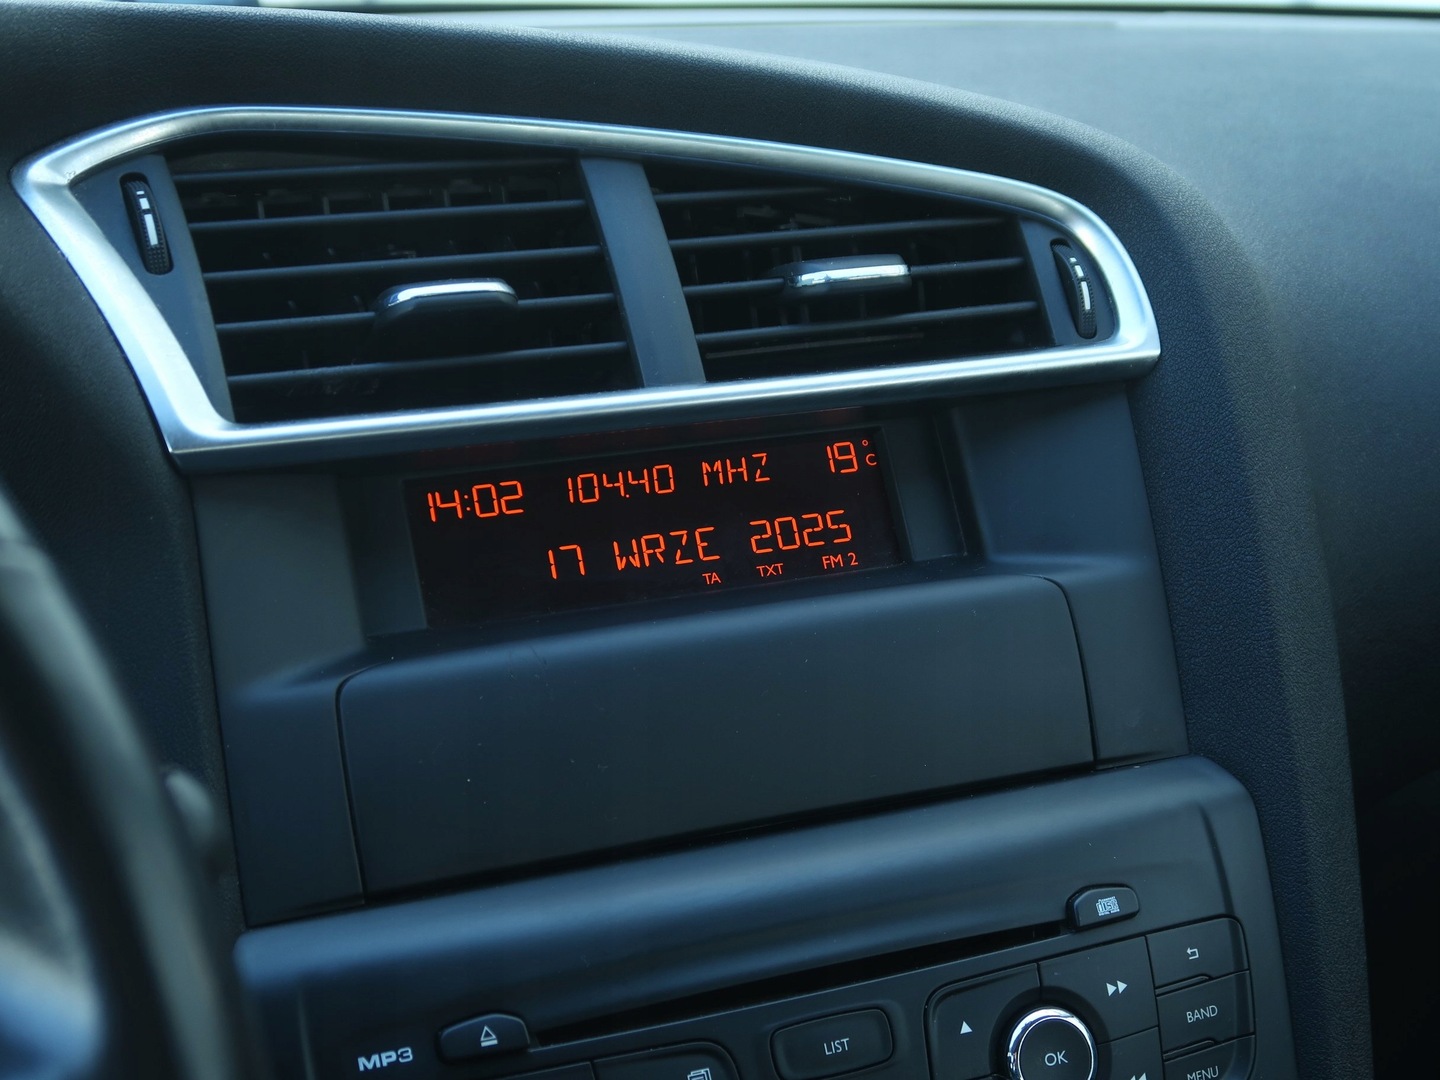 14:02 104.40 MHZ 19°C
17 WRZE 2025
TA TXT FM 2
MP3
LIST
OK
BAND
MENU